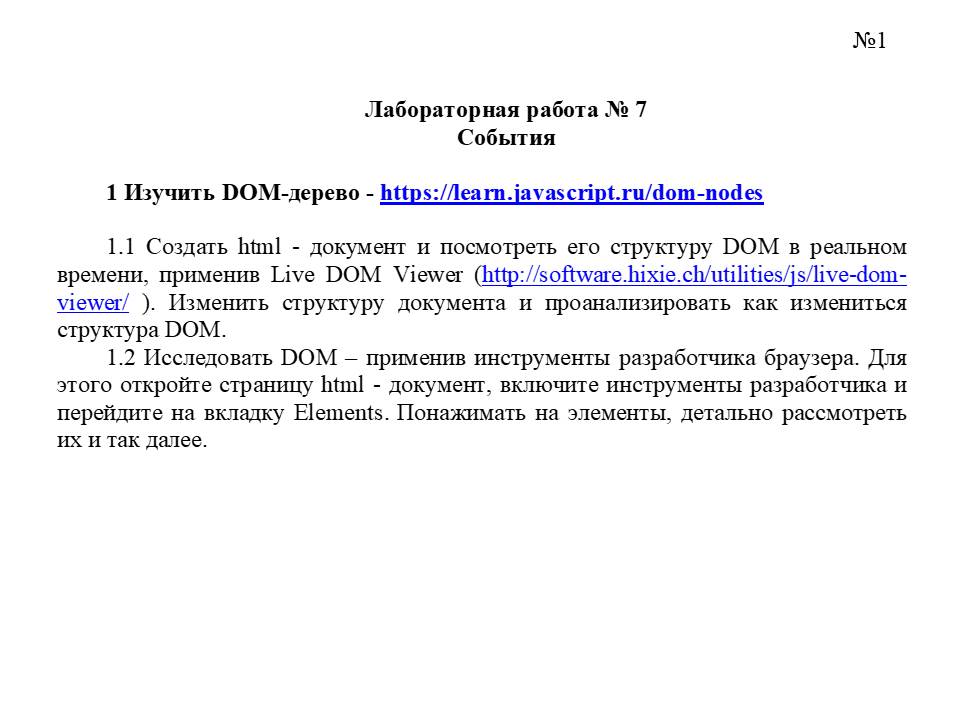 №1
Лабораторная работа № 7
События
1 Изучить DOM-дерево - https://learn.javascript.ru/dom-nodes
1.1 Создать html - документ и посмотреть его структуру DOM в реальном
времени, применив Live DOM Viewer (http://software.hixie.ch/utilities/js/live-dom-
viewer/ ). Изменить структуру документа и проанализировать как измениться
структура DOM.
1.2 Исследовать DOM – применив инструменты разработчика браузера. Для
этого откройте страницу html - документ, включите инструменты разработчика и
перейдите на вкладку Elements. Понажимать на элементы, детально рассмотреть
их и так далее.